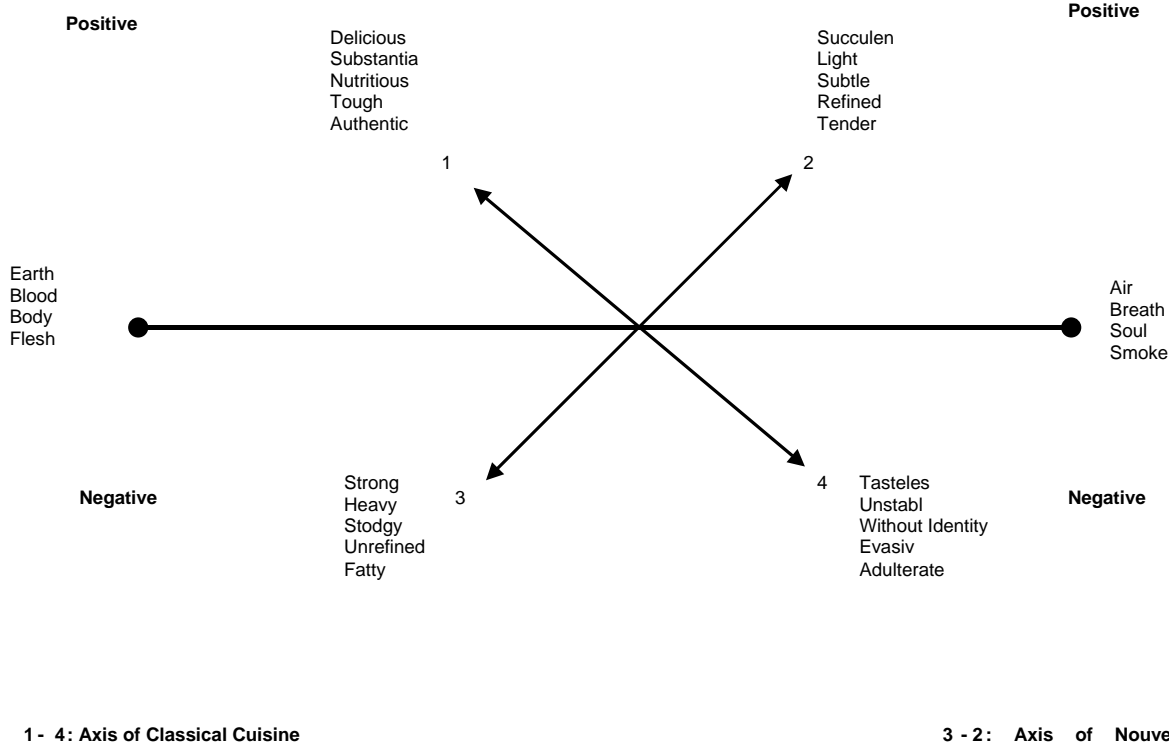 Positive
Positive
Delicious
Substantia
Nutritious
Tough
Authentic
Succulen
Light
Subtle
Refined
Tender
1
2
Earth
Blood
Body
Flesh
Air
Breath
Soul
Smoke
Negative
Strong
Heavy
Stodgy
Unrefined
Fatty
3
4
Tasteles
Unstabl
Without Identity
Evasiv
Adulterate
Negative
1 - 4: Axis of Classical Cuisine
3 - 2: Axis of Nouve